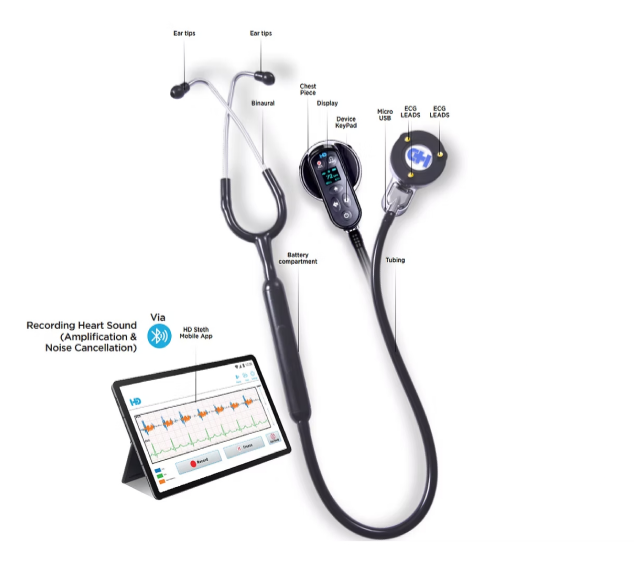 Ear tips
Ear tips
Chest
Piece
Display
Binaural
Device
KeyPad
Micro
USB
ECG
LEADS
ECG
LEADS
Battery
compartment
Tubing
Via
Recording Heart Sound
(Amplification &
Noise Cancellation)
HD Steth
Mobile App
HD
HD
Record